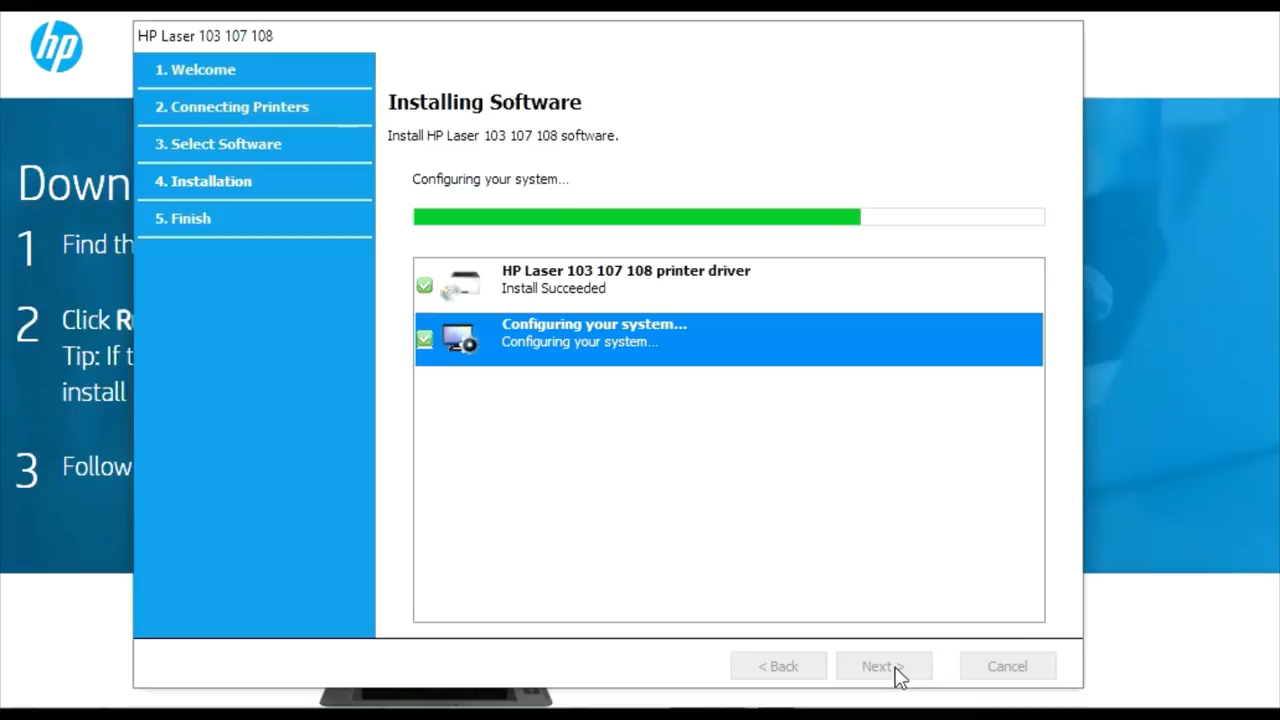 hp
HP Laser 103 107 108
1. Welcome
2. Connecting Printers
3. Select Software
4. Installation
5. Finish
Installing Software
Install HP Laser 103 107 108 software.
Configuring your system...
HP Laser 103 107 108 printer driver
Install Succeeded
Configuring your system...
Configuring your system...
< Back
Next >
Cancel
Down
1 Find th
2 Click R
Tip: If t
install
3 Follow